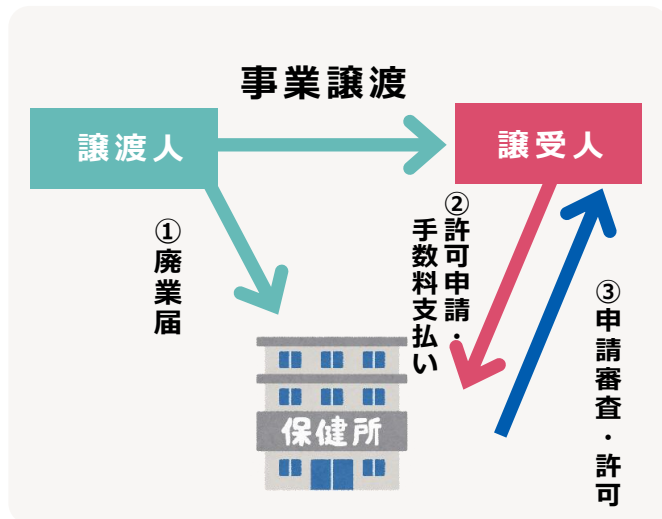 事業譲渡
譲渡人
譲受人
①廃業届
②許可申請・
手数料支払い
③申請審査・許可
保健所